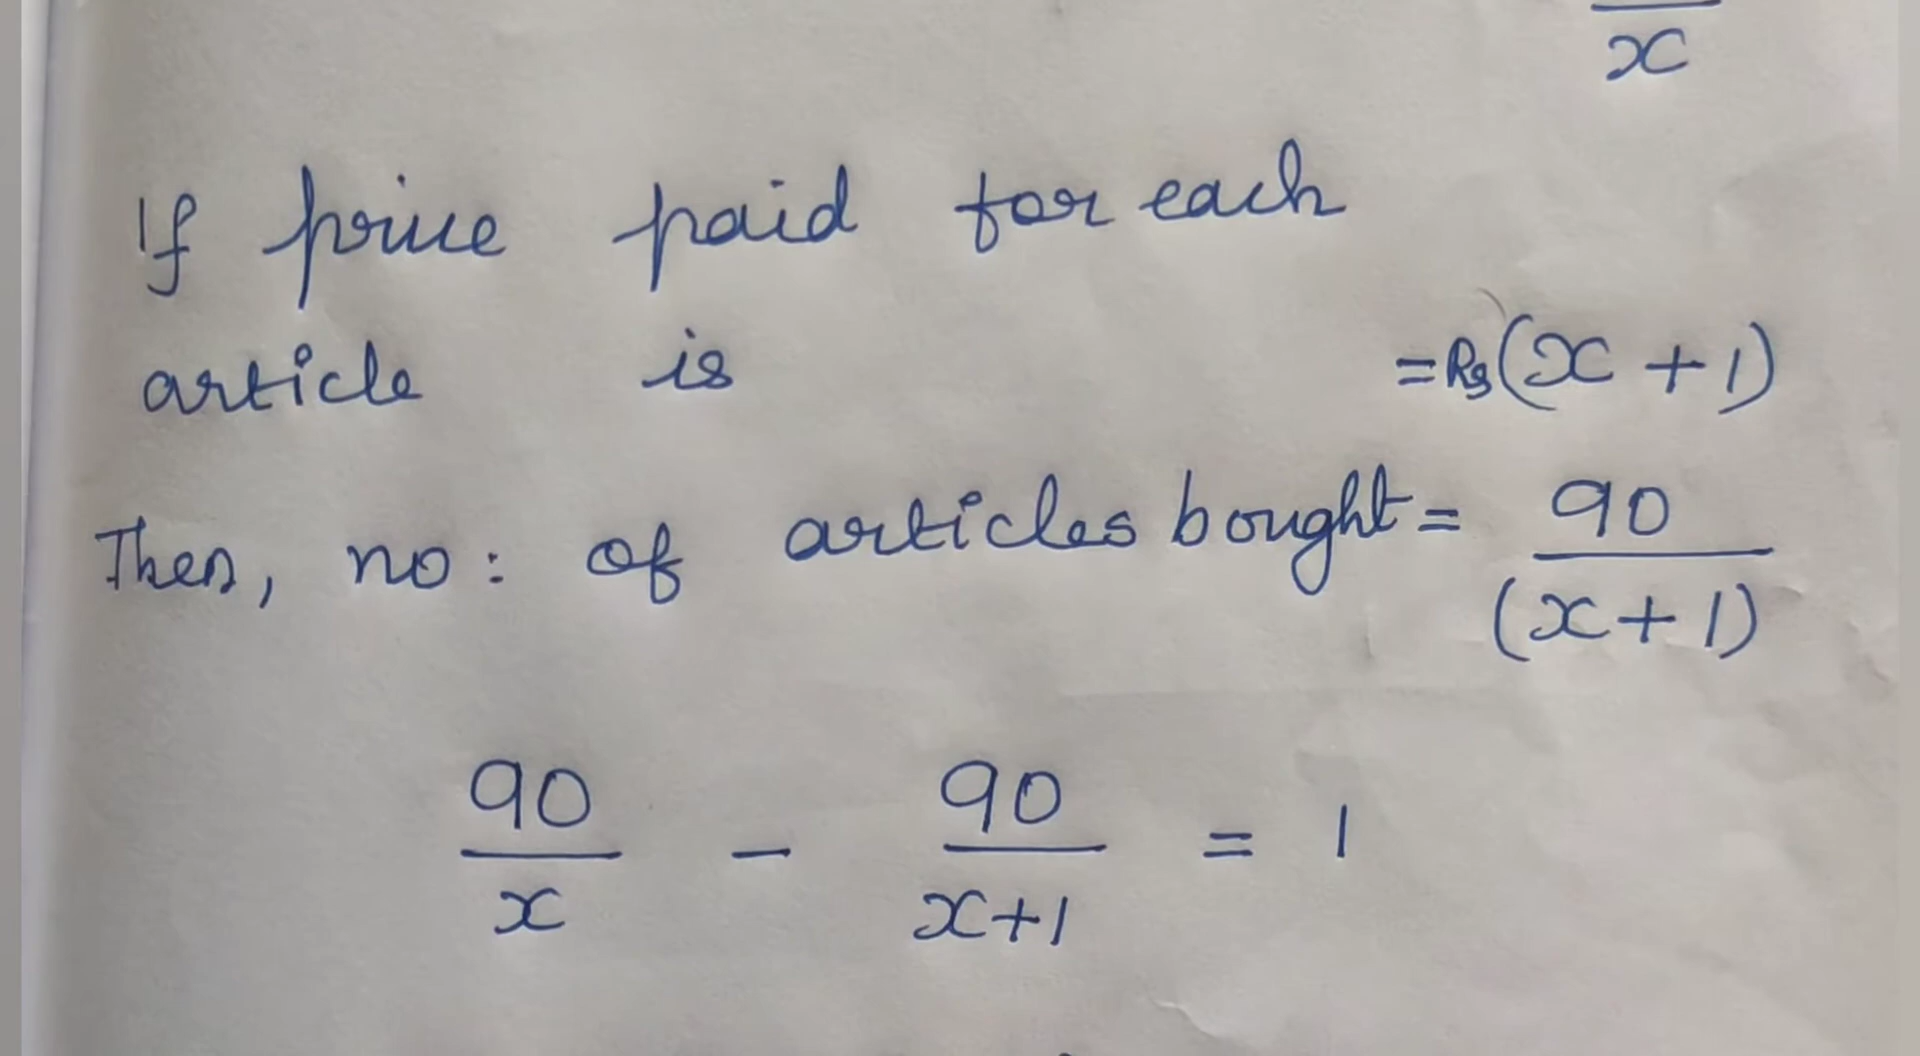 x
If price paid for each
article is = Rs (x + 1)
Then, no: of articles bought = 90 / (x+1)
90 / x - 90 / x+1 = 1